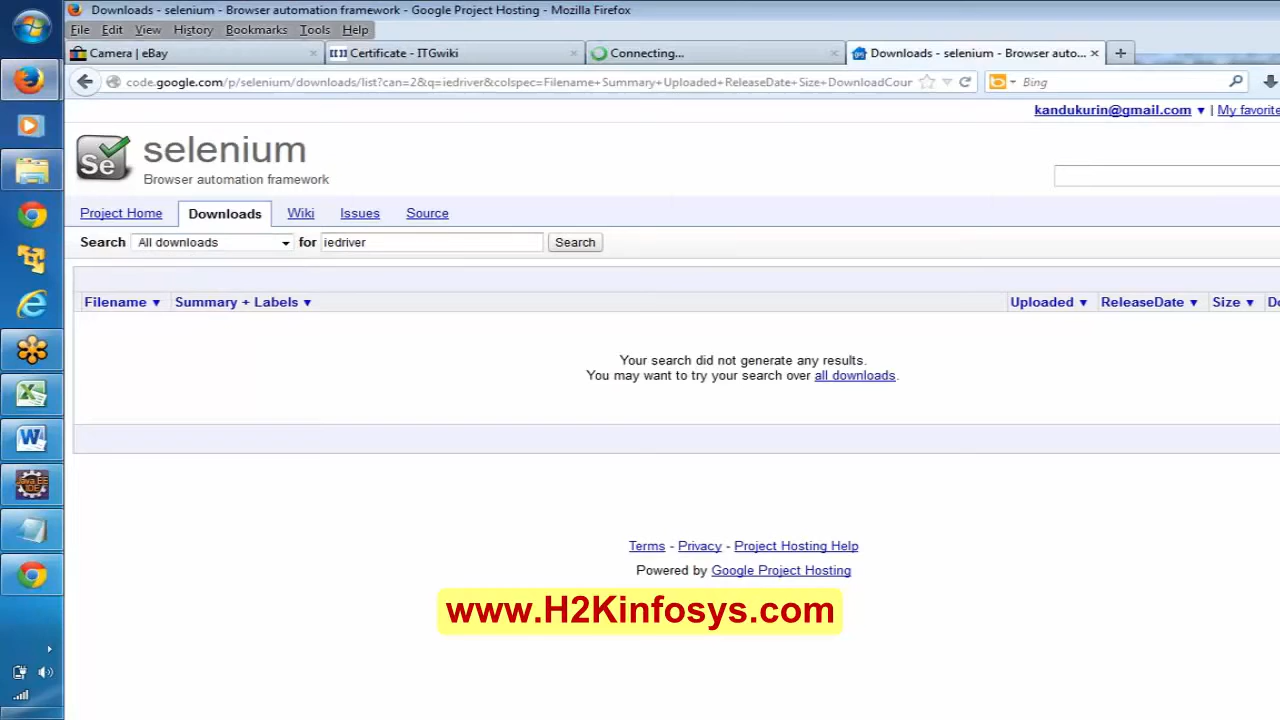 Downloads - selenium - Browser automation framework - Google Project Hosting - Mozilla Firefox
File Edit View History Bookmarks Tools Help
Camera | eBay × Certificate - ITGwiki × Connecting... × Downloads - selenium - Browser auto... × +
code.google.com/p/selenium/downloads/list?can=2&q=iedriver&colspec=Filename+Summary+Uploaded+ReleaseDate+Size+DownloadCour Bing
kandukurin@gmail.com ▼ | My favorite
Se selenium
Browser automation framework
Project Home Downloads Wiki Issues Source
Search All downloads for iedriver Search
Filename ▼ Summary + Labels ▼ Uploaded ▼ ReleaseDate ▼ Size ▼ Do
Your search did not generate any results.
You may want to try your search over all downloads.
Terms - Privacy - Project Hosting Help
Powered by Google Project Hosting
www.H2Kinfosys.com
Java EE
IDE